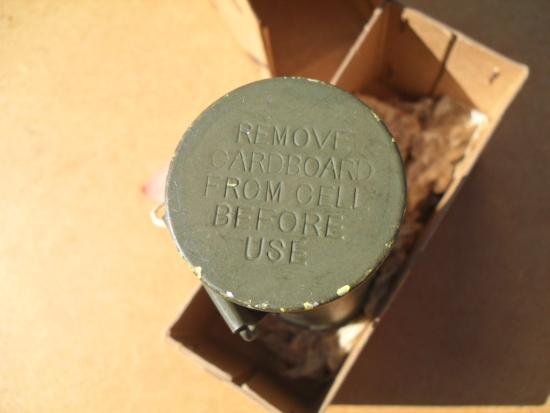 REMOVE
CARDBOARD
FROM CELL
BEFORE
USE